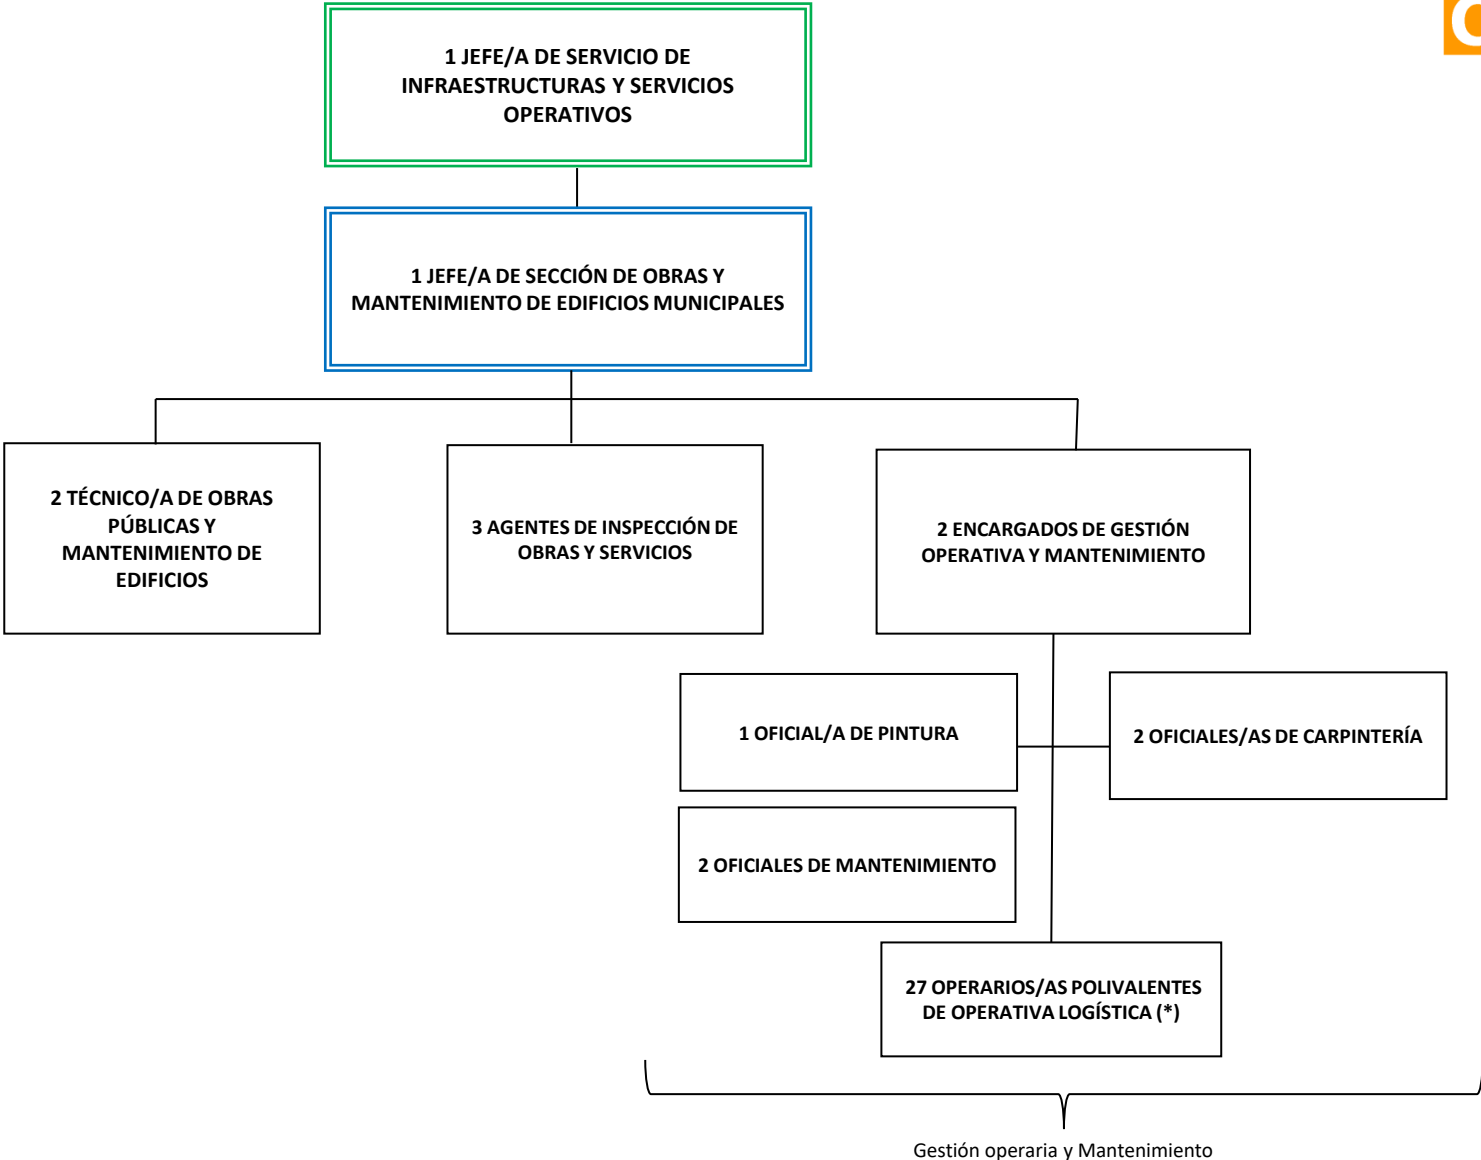 1 JEFE/A DE SERVICIO DE
INFRAESTRUCTURAS Y SERVICIOS
OPERATIVOS
1 JEFE/A DE SECCIÓN DE OBRAS Y
MANTENIMIENTO DE EDIFICIOS MUNICIPALES
2 TÉCNICO/A DE OBRAS
PÚBLICAS Y
MANTENIMIENTO DE
EDIFICIOS
3 AGENTES DE INSPECCIÓN DE
OBRAS Y SERVICIOS
2 ENCARGADOS DE GESTIÓN
OPERATIVA Y MANTENIMIENTO
1 OFICIAL/A DE PINTURA
2 OFICIALES/AS DE CARPINTERÍA
2 OFICIALES DE MANTENIMIENTO
27 OPERARIOS/AS POLIVALENTES
DE OPERATIVA LOGÍSTICA (*)
Gestión operaria y Mantenimiento